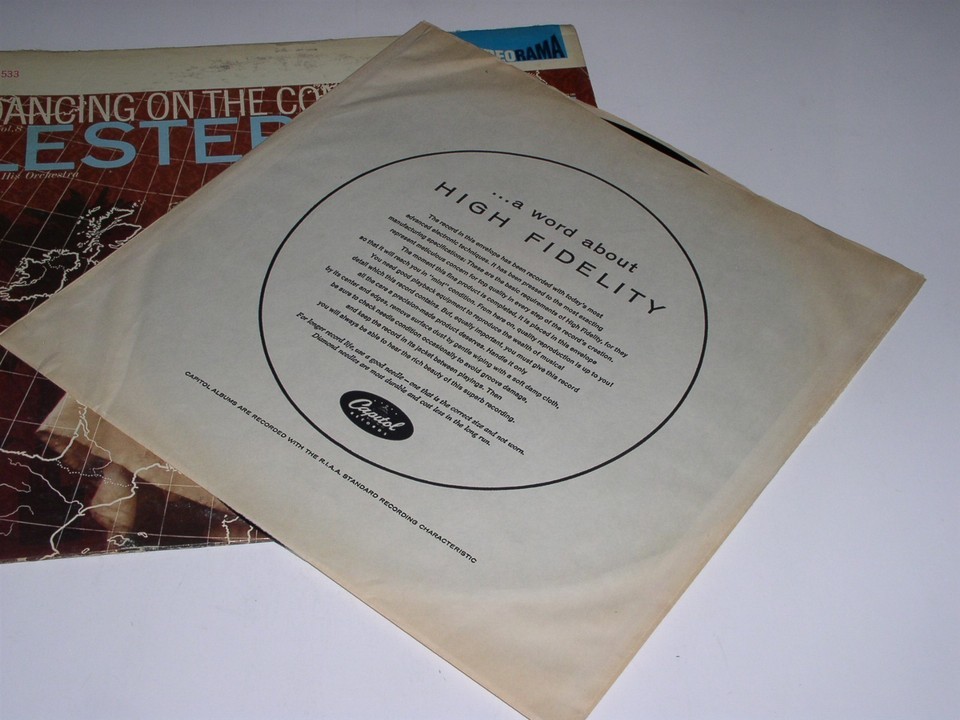 533
EORAMA
DANCING ON THE CO
Vol. 8
LESTER
His Orchestra
...a word about
HIGH FIDELITY
The record in this envelope has been recorded with today's most
advanced electronic techniques. It has been pressed to the most exacting
manufacturing specifications. These are the basic requirements of High Fidelity, for they
represent meticulous concern for top quality in every step of the record's creation.
The moment this fine product is completed, it is placed in this envelope
so that it will reach you in "mint" condition. From here on, quality reproduction is up to you!
You need good playback equipment to reproduce the wealth of musical
detail which this record contains. But, equally important, you must give this record
all the care a precision-made product deserves. Handle it only
by its center and edges, remove surface dust by gentle wiping with a soft damp cloth,
be sure to check needle condition occasionally to avoid groove damage,
and keep the record in its jacket between playings. Then
you will always be able to hear the rich beauty of this superb recording.
For longer record life, use a good needle – one that is the correct size and not worn.
Diamond needles are most durable and cost less in the long run.
Capitol
RECORDS
CAPITOL ALBUMS ARE RECORDED WITH THE R.I.A.A. STANDARD RECORDING CHARACTERISTIC